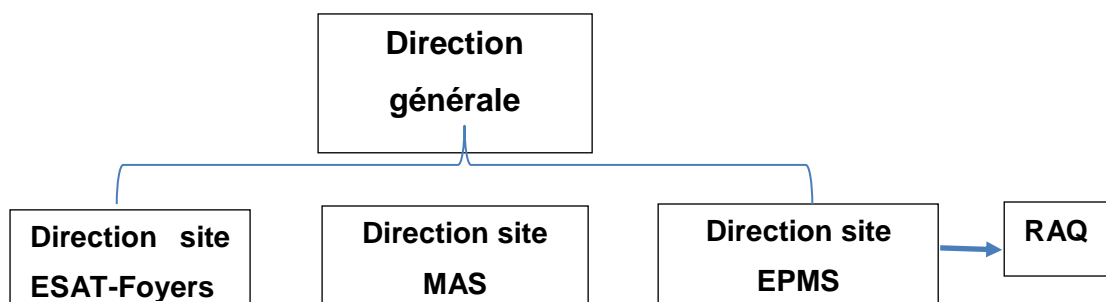 Direction
générale
Direction site
ESAT-Foyers
Direction site
MAS
Direction site
EPMS
RAQ